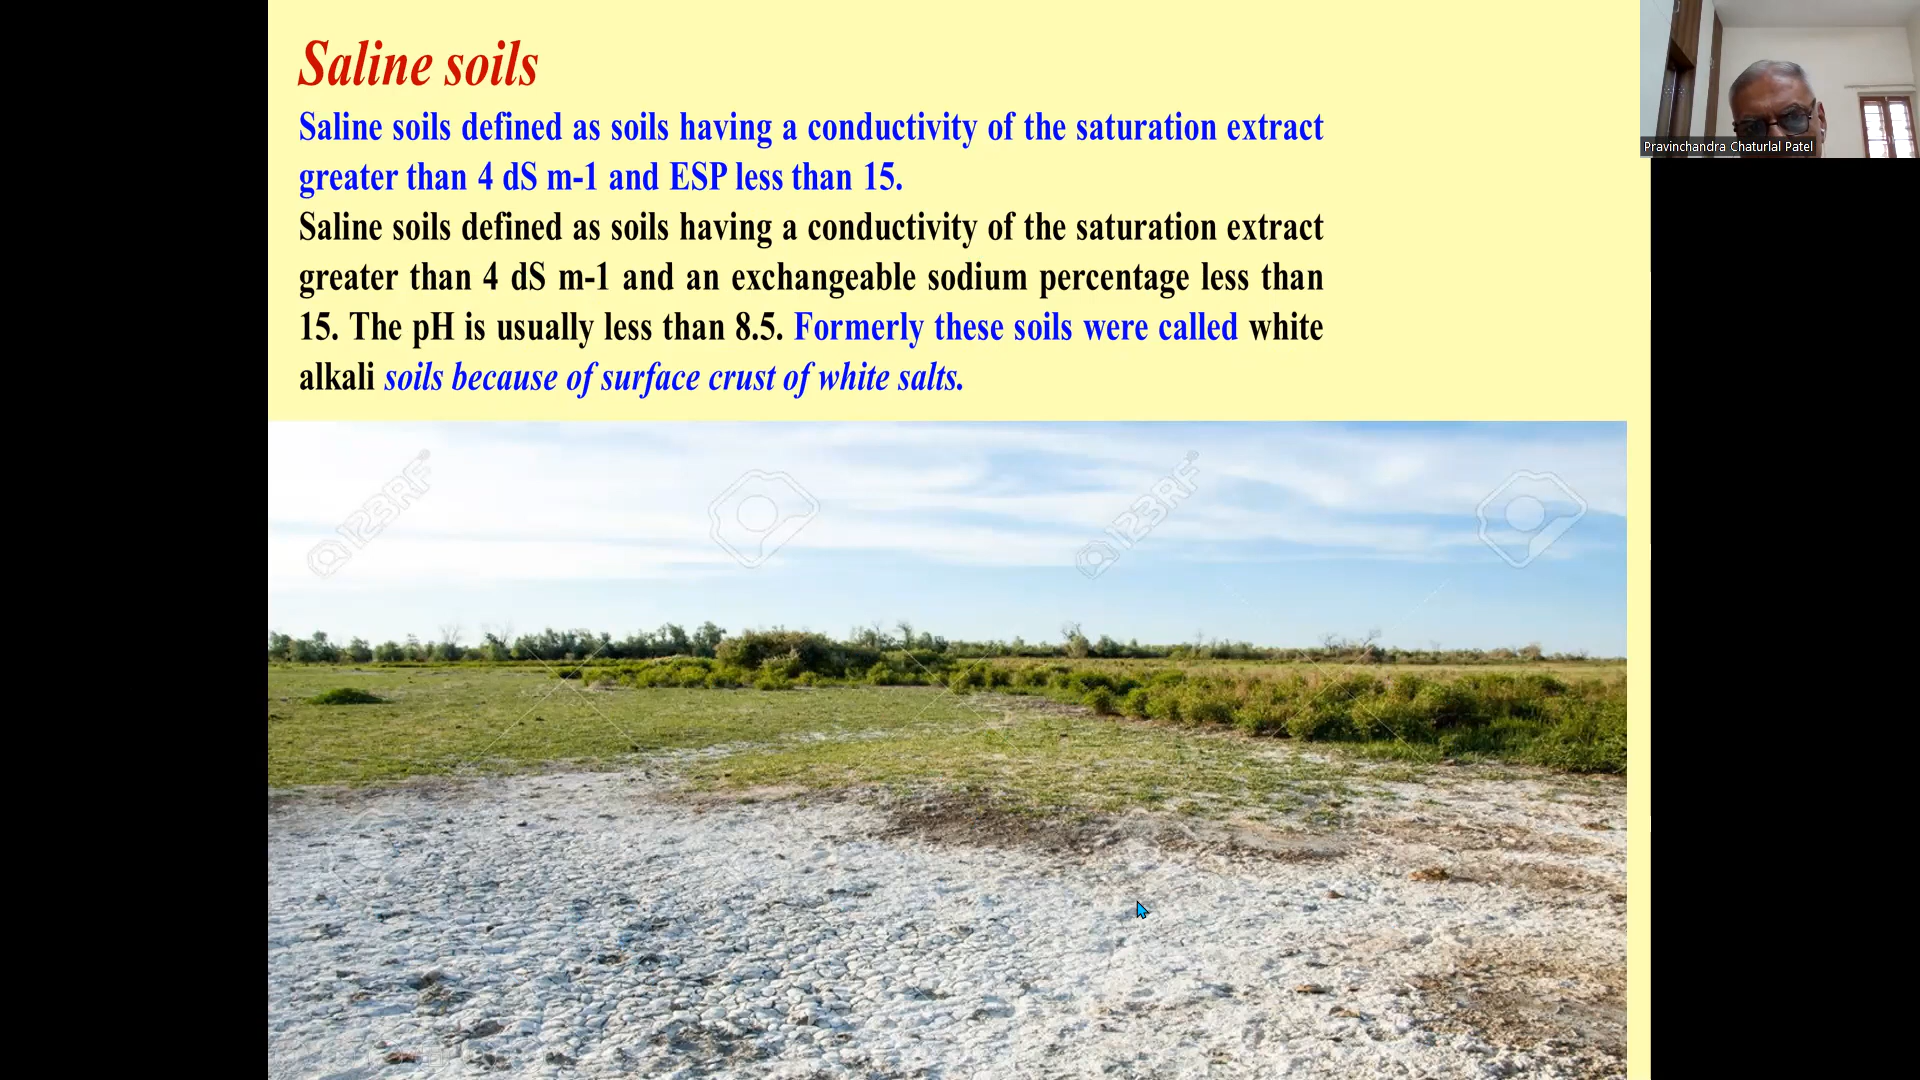 Saline soils
Saline soils defined as soils having a conductivity of the saturation extract
greater than 4 dS m-1 and ESP less than 15.
Saline soils defined as soils having a conductivity of the saturation extract
greater than 4 dS m-1 and an exchangeable sodium percentage less than
15. The pH is usually less than 8.5. Formerly these soils were called white
alkali soils because of surface crust of white salts.
Pravinchandra Chaturlal Patel
123RF
123RF